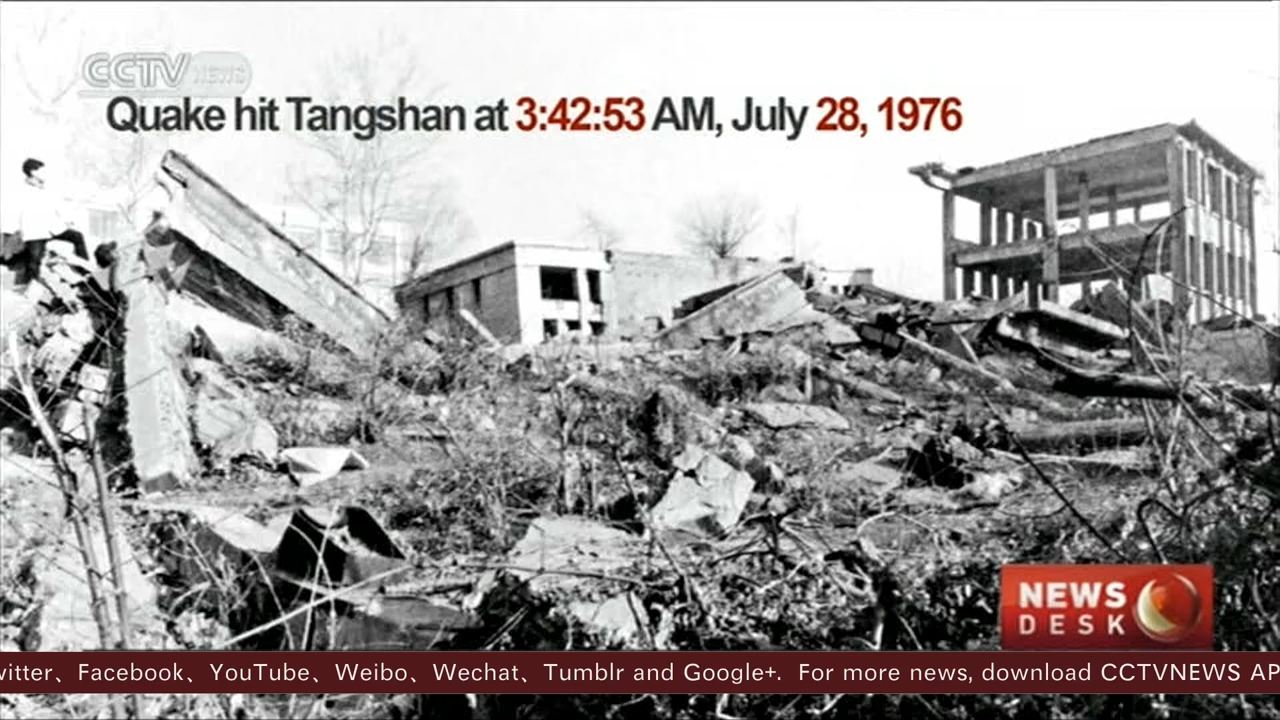 CCTV NEWS
Quake hit Tangshan at 3:42:53 AM, July 28, 1976
NEWS
DESK
vitter、Facebook、YouTube、Weibo、Wechat、Tumblr and Google+. For more news, download CCTVNEWS AP